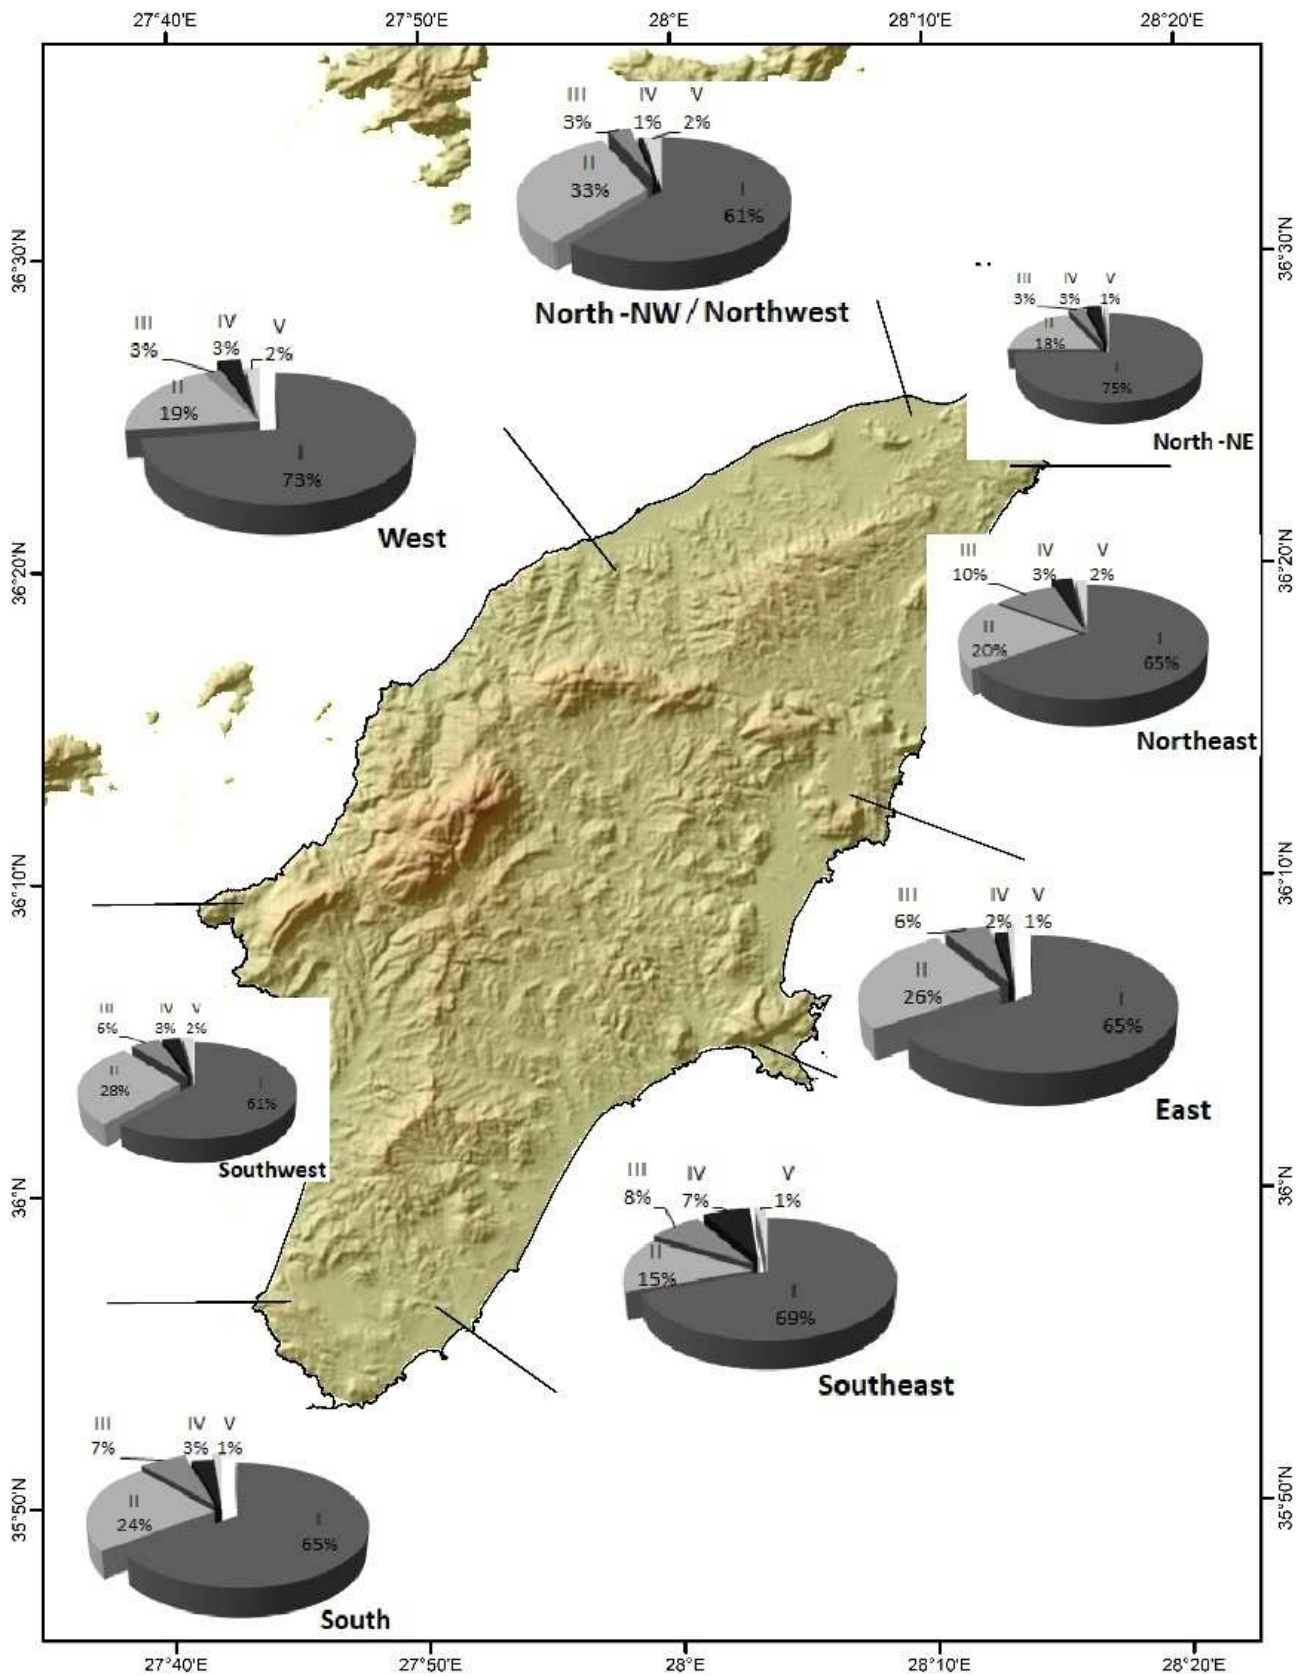 27°40'E 27°50'E 28°E 28°10'E 28°20'E
III IV V
3% 1% 2%
II
33%
I
61%
North -NW / Northwest
36°30'N
36°30'N
III IV V
3% 3% 1%
II
18%
I
75%
North -NE
III IV V
3% 3% 2%
II
19%
I
73%
West
36°20'N
36°20'N
III IV V
10% 3% 2%
II
20%
I
65%
Northeast
36°10'N
36°10'N
III IV V
6% 2% 1%
II
26%
I
65%
East
III IV V
6% 3% 2%
II
28%
I
61%
Southwest
36°N
36°N
III IV V
8% 7% 1%
II
15%
I
69%
Southeast
III IV V
7% 3% 1%
II
24%
I
65%
South
35°50'N
35°50'N
27°40'E 27°50'E 28°E 28°10'E 28°20'E